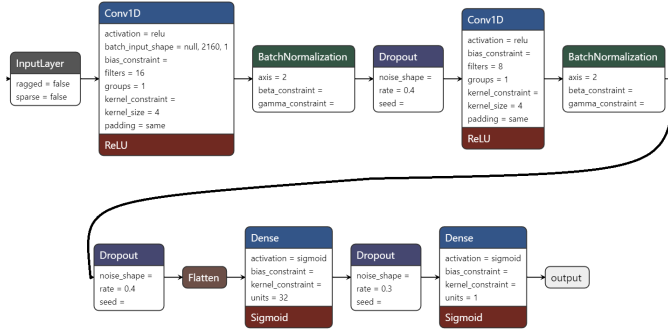 InputLayer
ragged = false
sparse = false
Conv1D
activation = relu
batch_input_shape = null, 2160, 1
bias_constraint =
filters = 16
groups = 1
kernel_constraint =
kernel_size = 4
padding = same
ReLU
BatchNormalization
axis = 2
beta_constraint =
gamma_constraint =
Dropout
noise_shape =
rate = 0.4
seed =
Conv1D
activation = relu
bias_constraint =
filters = 8
groups = 1
kernel_constraint =
kernel_size = 4
padding = same
ReLU
BatchNormalization
axis = 2
beta_constraint =
gamma_constraint =
Dropout
noise_shape =
rate = 0.4
seed =
Flatten
Dense
activation = sigmoid
bias_constraint =
kernel_constraint =
units = 32
Sigmoid
Dropout
noise_shape =
rate = 0.3
seed =
Dense
activation = sigmoid
bias_constraint =
kernel_constraint =
units = 1
Sigmoid
output